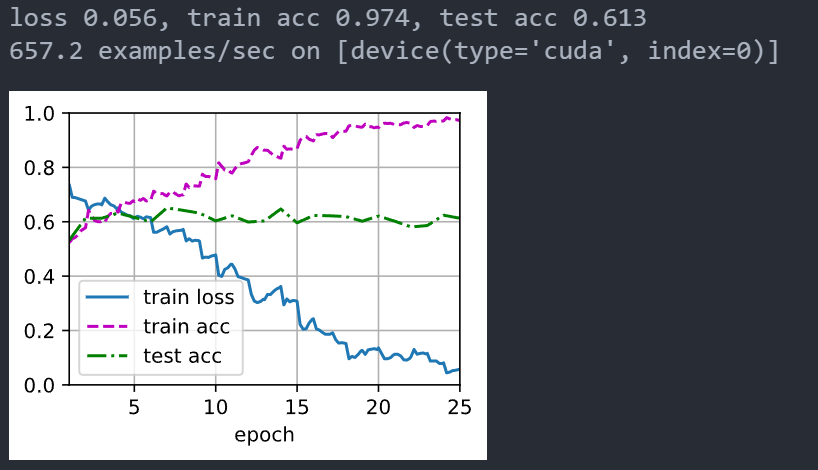 loss 0.056, train acc 0.974, test acc 0.613
657.2 examples/sec on [device(type='cuda', index=0)]
1.0
0.8
0.6
0.4
0.2
0.0
train loss
train acc
test acc
5 10 15 20 25
epoch